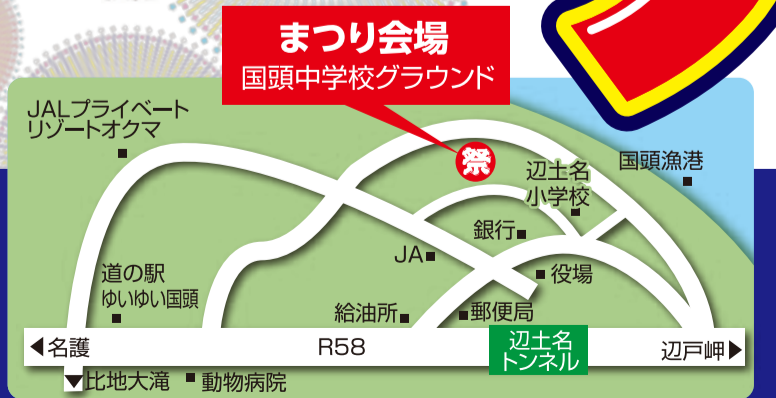 まつり会場
国頭中学校グラウンド
JALプライベート
リゾートオクマ
祭
辺土名
小学校
国頭漁港
銀行
JA
役場
道の駅
ゆいゆい国頭
給油所
郵便局
◀名護
R58
辺土名
トンネル
辺戸岬▶
▼比地大滝
動物病院